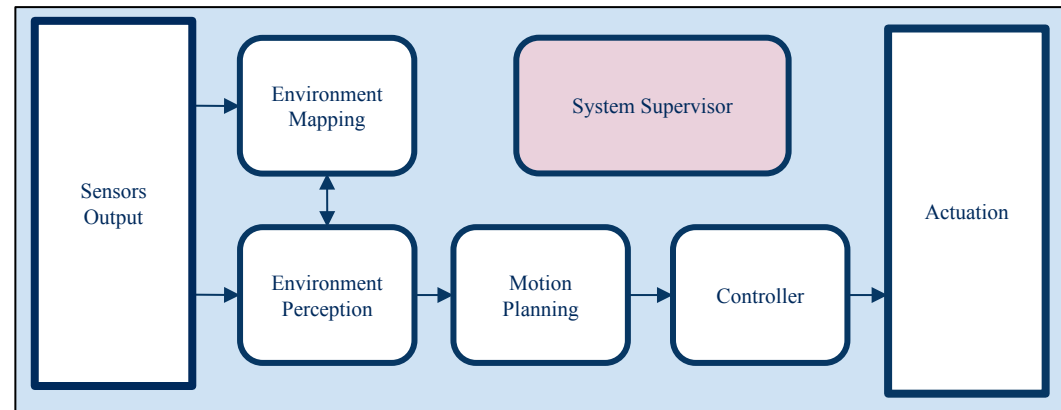 Sensors
Output
Environment
Mapping
System Supervisor
Environment
Perception
Motion
Planning
Controller
Actuation